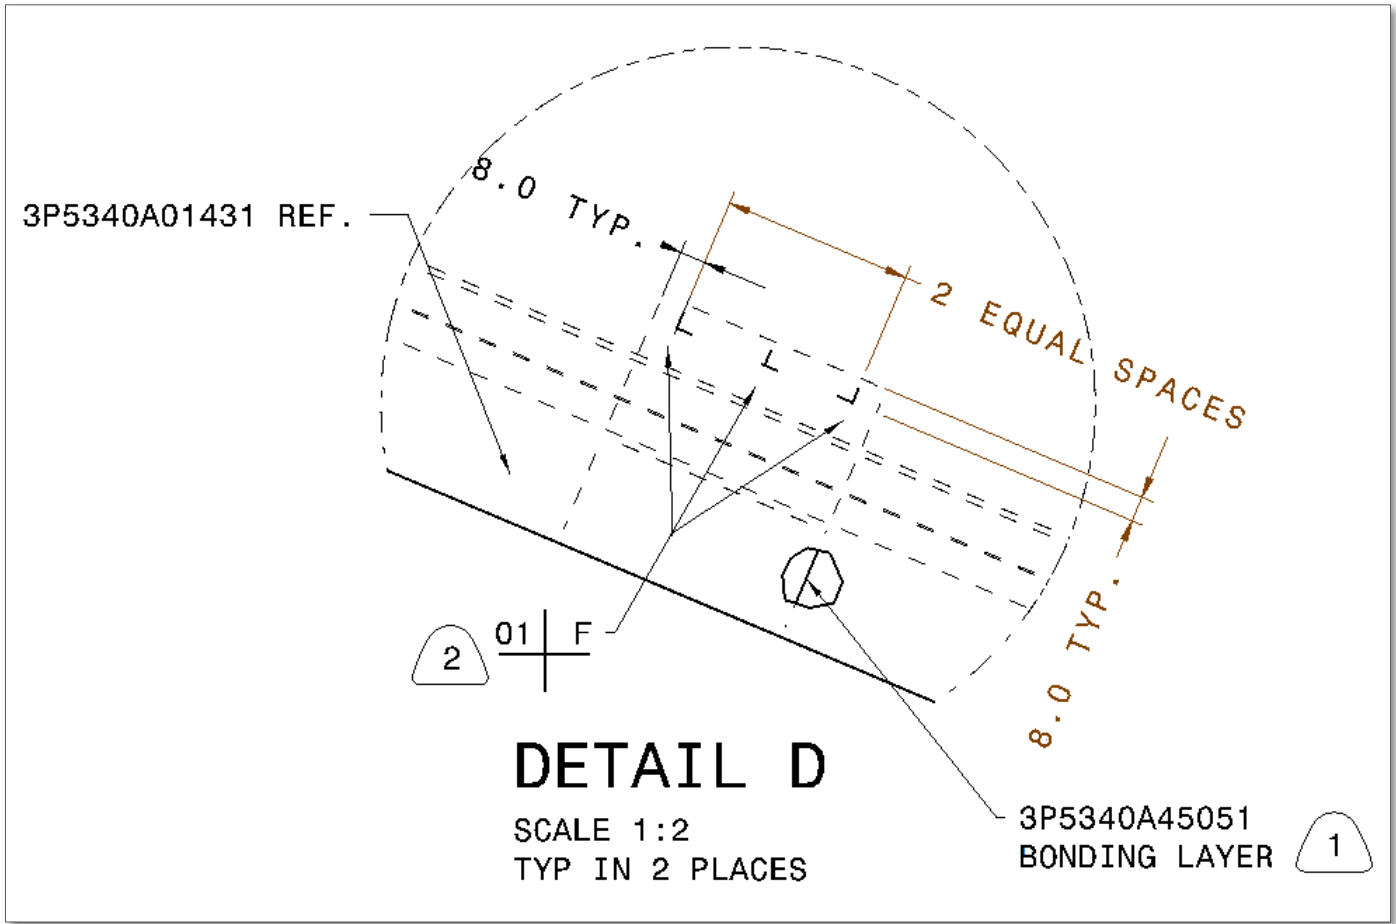 8.0 TYP.
3P5340A01431 REF.
2 EQUAL SPACES
8.0 TYP.
2
01 F
DETAIL D
SCALE 1:2
TYP IN 2 PLACES
3P5340A45051
BONDING LAYER
1